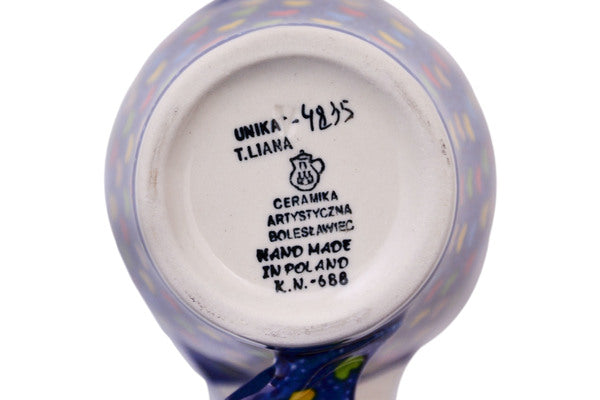 UNIKAT-4835
T.LIANA
CERAMIKA
ARTYSTYCZNA
BOLESŁAWIEC
HAND MADE
IN POLAND
K.N.-688